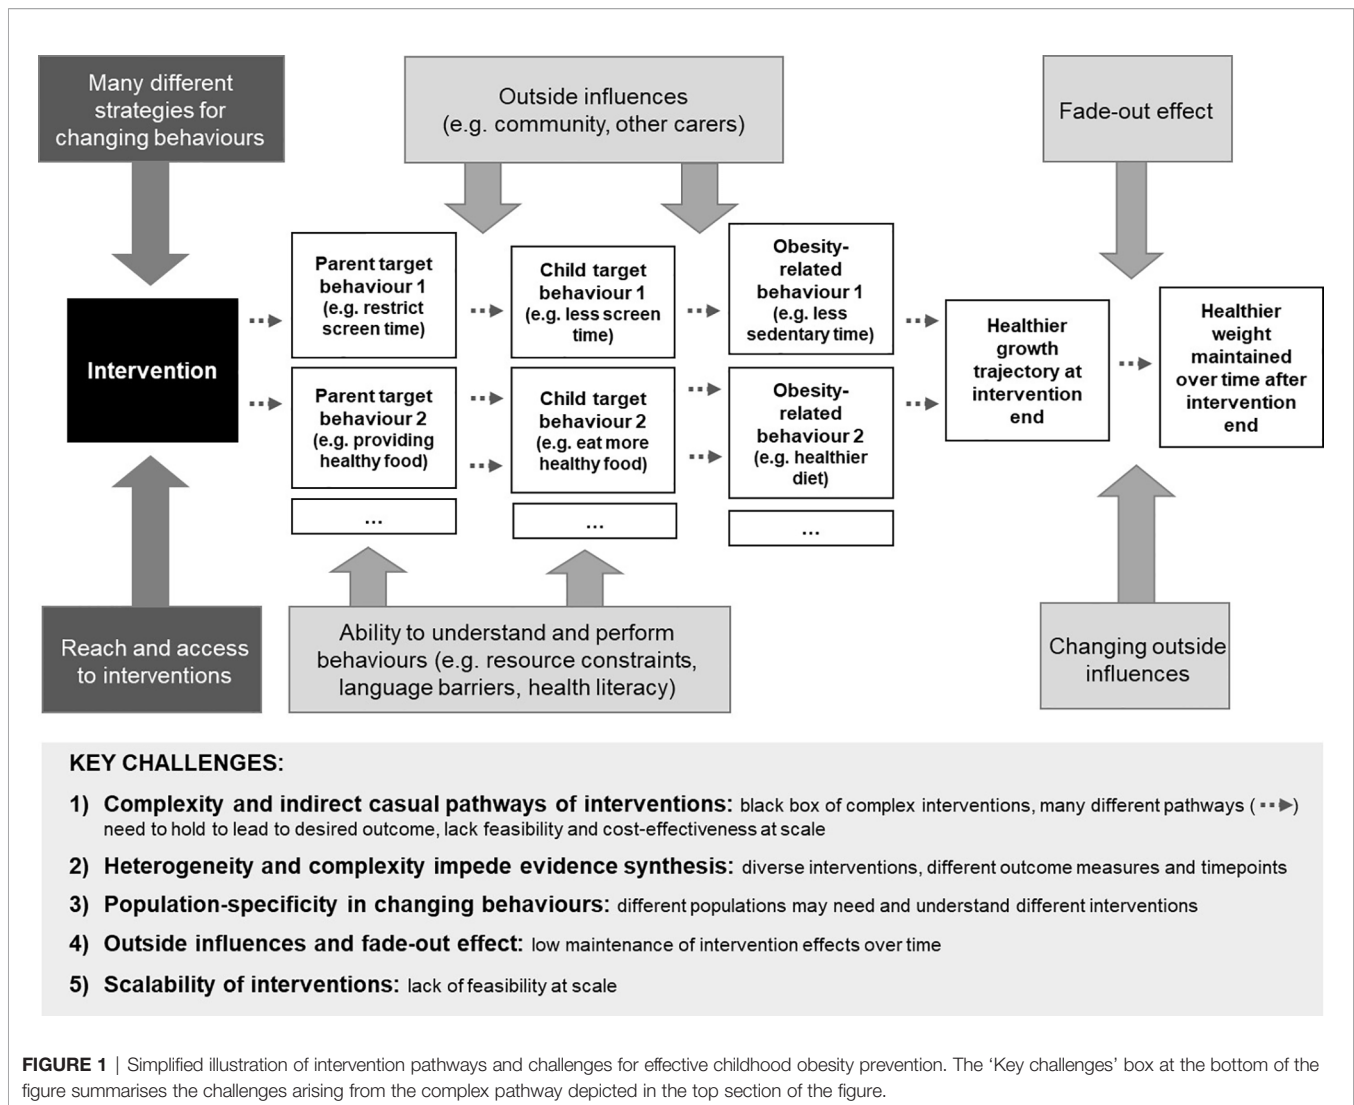 Many different
strategies for
changing behaviours
Outside influences
(e.g. community, other carers)
Fade-out effect
Intervention
Parent target
behaviour 1
(e.g. restrict
screen time)
Child target
behaviour 1
(e.g. less screen
time)
Obesity-
related
behaviour 1
(e.g. less
sedentary time)
Parent target
behaviour 2
(e.g. providing
healthy food)
Child target
behaviour 2
(e.g. eat more
healthy food)
Obesity-
related
behaviour 2
(e.g. healthier
diet)
...
...
...
Healthier
growth
trajectory at
intervention
end
Healthier
weight
maintained
over time after
intervention
end
Reach and access
to interventions
Ability to understand and perform
behaviours (e.g. resource constraints,
language barriers, health literacy)
Changing outside
influences
KEY CHALLENGES:
1) Complexity and indirect casual pathways of interventions: black box of complex interventions, many different pathways ( )
need to hold to lead to desired outcome, lack feasibility and cost-effectiveness at scale
2) Heterogeneity and complexity impede evidence synthesis: diverse interventions, different outcome measures and timepoints
3) Population-specificity in changing behaviours: different populations may need and understand different interventions
4) Outside influences and fade-out effect: low maintenance of intervention effects over time
5) Scalability of interventions: lack of feasibility at scale
FIGURE 1 | Simplified illustration of intervention pathways and challenges for effective childhood obesity prevention. The ‘Key challenges’ box at the bottom of the
figure summarises the challenges arising from the complex pathway depicted in the top section of the figure.